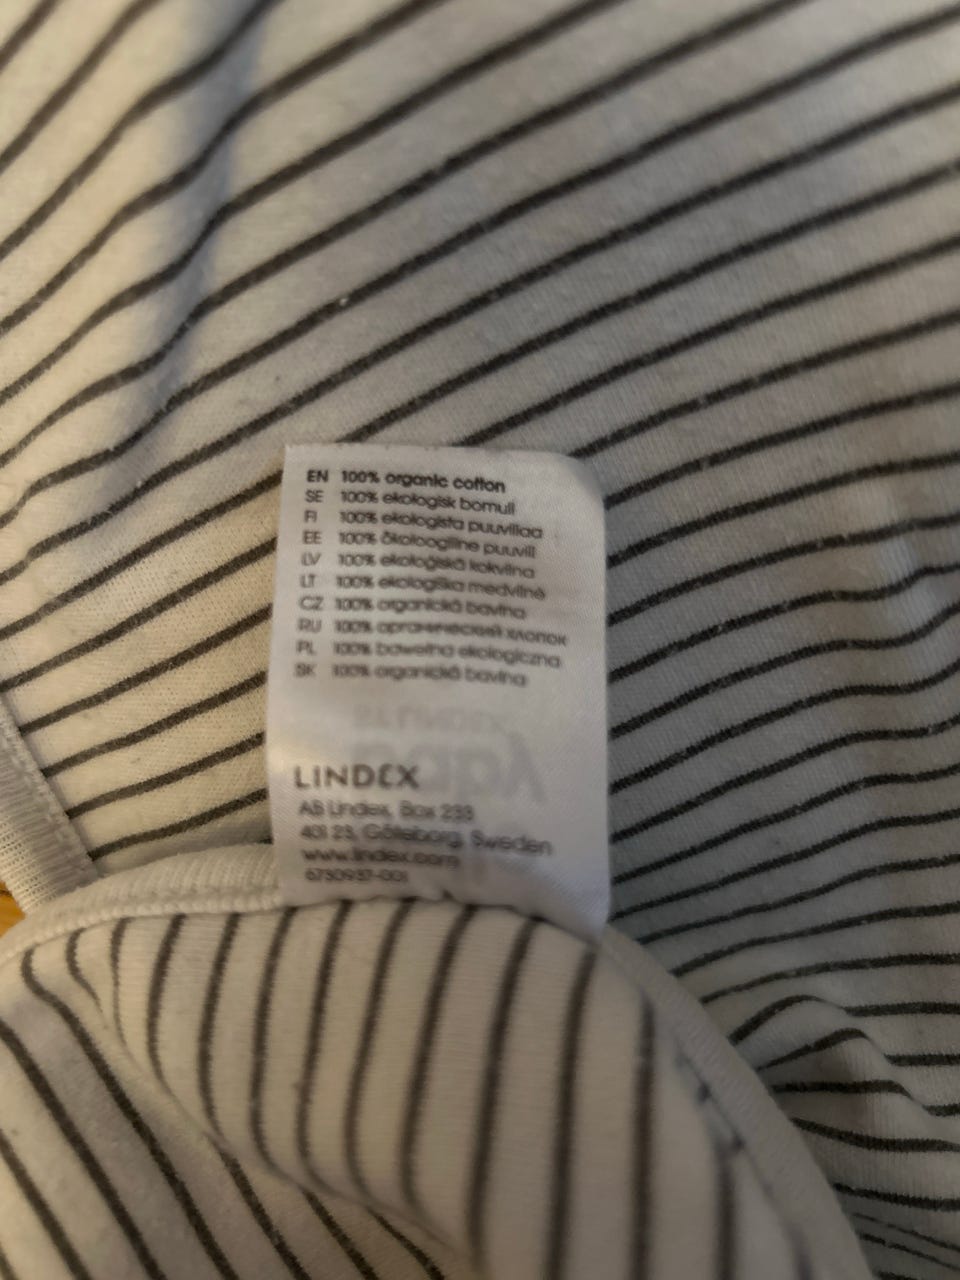 EN 100% organic cotton
SE 100% ekologisk bomull
FI 100% ekologista puuvillaa
EE 100% ökoloogiline puuvill
LV 100% ekoloģiskā kokvilna
LT 100% ekologiška medvilnė
CZ 100% organická bavlna
RU 100% органический хлопок
PL 100% bawełna ekologiczna
SK 100% organická bavlna
LINDEX
AB Lindex, Box 233
401 23, Göteborg, Sweden
www.lindex.com
6730937-001